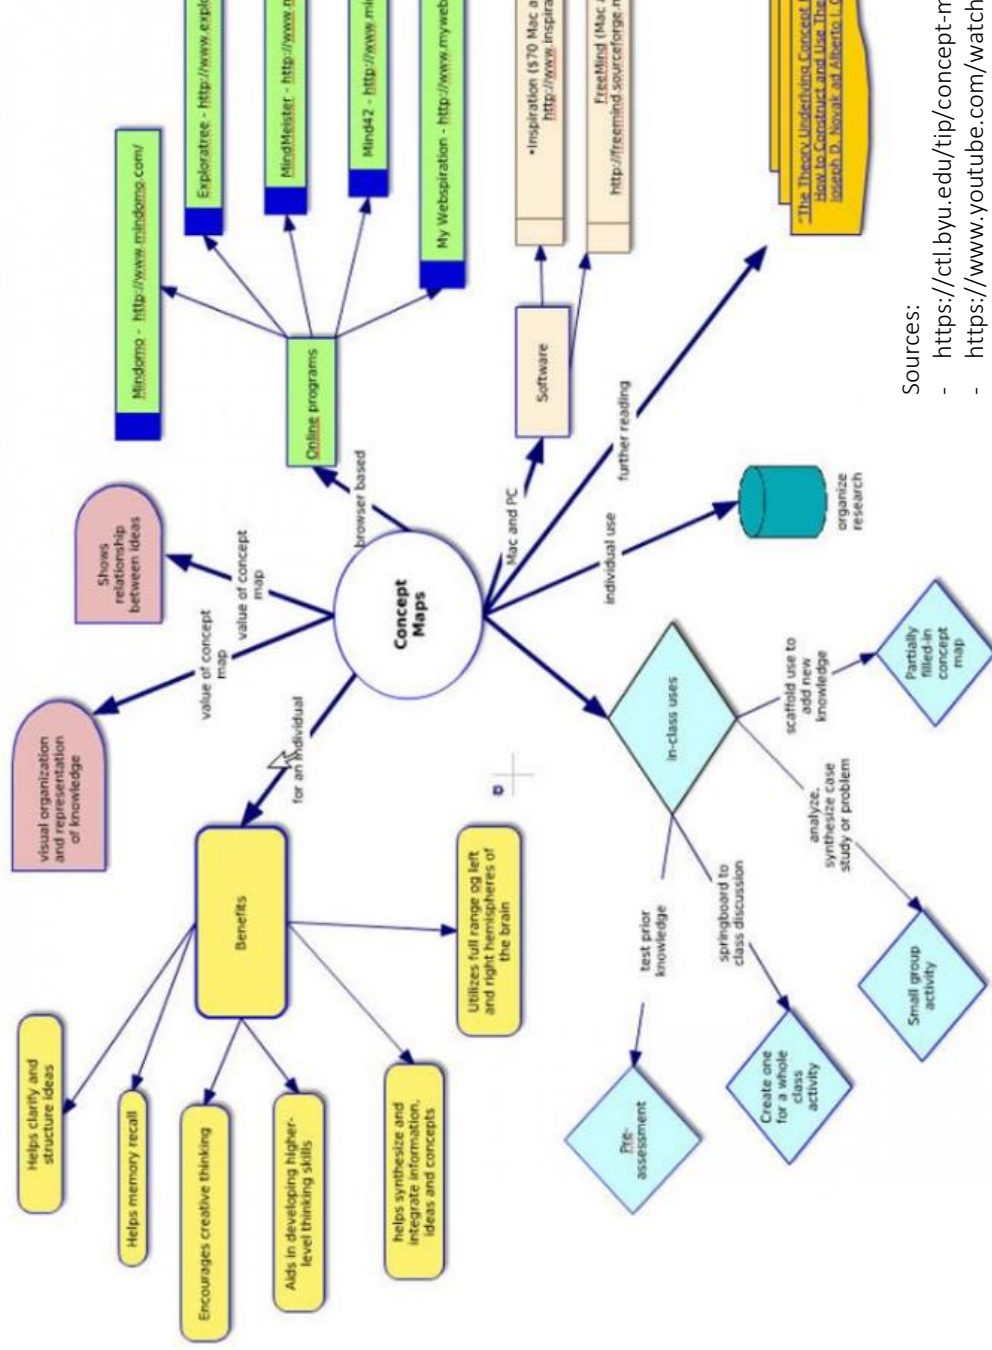 visual organization
and representation
of knowledge
Shows
relationship
between ideas
value of concept
map
value of concept
map
Helps clarify and
structure ideas
Helps memory recall
Encourages creative thinking
Aids in developing higher-
level thinking skills
helps synthesize and
integrate information,
ideas and concepts
Utilizes full range og left
and right hemispheres of
the brain
Benefits
for an individual
Concept
Maps
browser based
Online programs
Mindomo - http://www.mindomo.com/
Exploratree - http://www.explo
MindMeister - http://www.m
Mind42 - http://www.mi
My Webspiration - http://www.myweb
Mac and PC
Software
•Inspiration ($70 Mac a
http://www.inspira
FreeMind (Mac a
http://freemind.sourceforge.n
further reading
"The Theory Underlying Concept
How to Construct and Use The
Joseph D. Novak ad Alberto J. C
individual use
organize
research
in-class uses
test prior
knowledge
Pre-
assessment
springboard to
class discussion
Create one
for a whole
class
activity
analyze,
synthesize case
study or problem
Small group
activity
scaffold use to
add new
knowledge
Partially
filled-in
concept
map
Sources:
- https://ctl.byu.edu/tip/concept-m
- https://www.youtube.com/watch